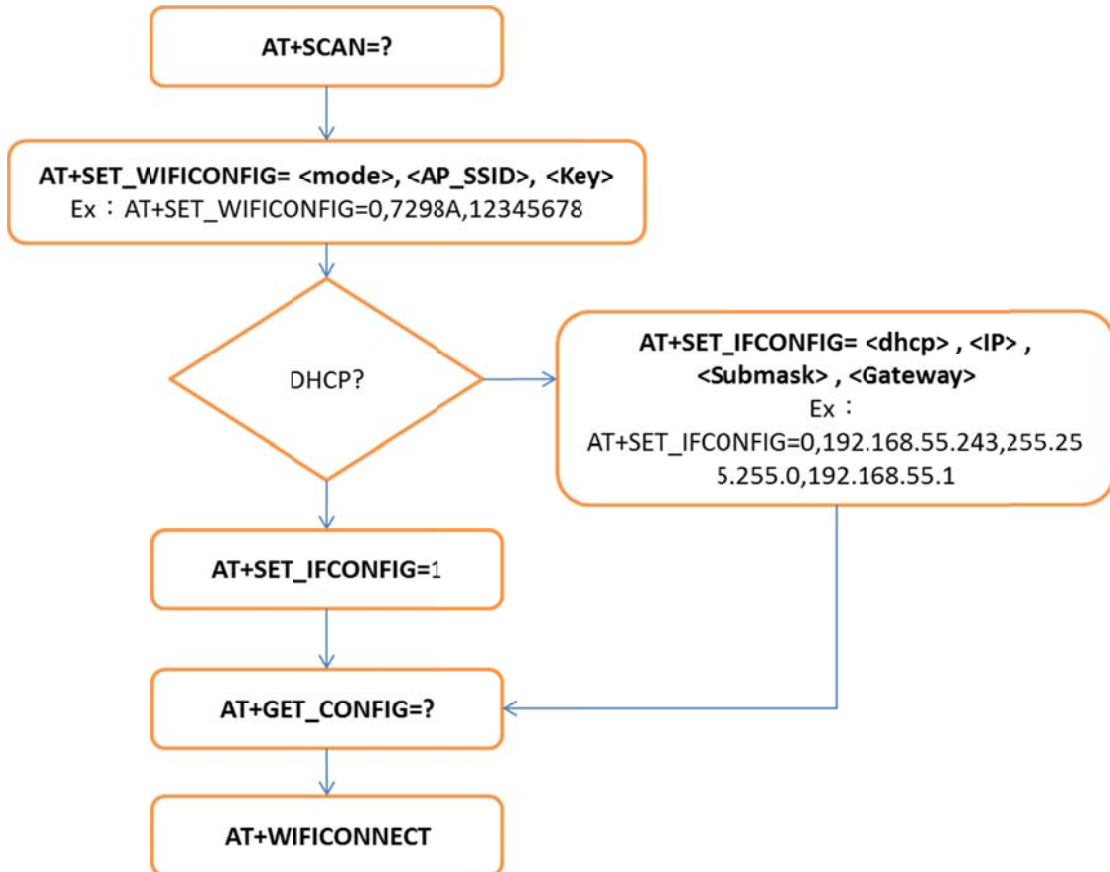 AT+SCAN=?
AT+SET_WIFICONFIG= <mode>, <AP_SSID>, <Key>
Ex：AT+SET_WIFICONFIG=0,7298A,12345678
DHCP?
AT+SET_IFCONFIG= <dhcp> , <IP> ,
<Submask> , <Gateway>
Ex：
AT+SET_IFCONFIG=0,192.168.55.243,255.25
5.255.0,192.168.55.1
AT+SET_IFCONFIG=1
AT+GET_CONFIG=?
AT+WIFICONNECT